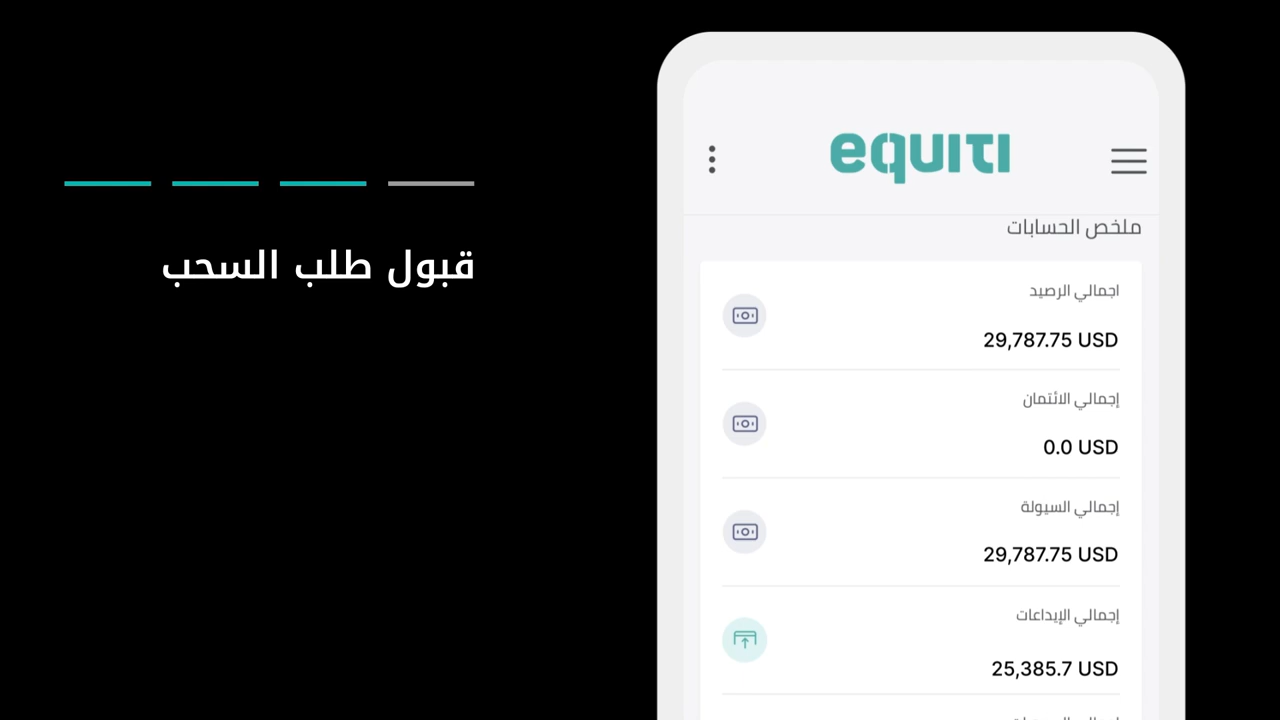 قبول طلب السحب
equiti
ملخص الحسابات
اجمالي الرصيد
29,787.75 USD
إجمالي الائتمان
0.0 USD
إجمالي السيولة
29,787.75 USD
إجمالي الإيداعات
25,385.7 USD